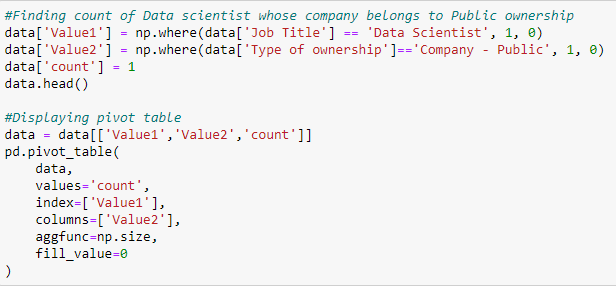 #Finding count of Data scientist whose company belongs to Public ownership
data['Value1'] = np.where(data['Job Title'] == 'Data Scientist', 1, 0)
data['Value2'] = np.where(data['Type of ownership']=='Company - Public', 1, 0)
data['count'] = 1
data.head()

#Displaying pivot table
data = data[['Value1','Value2','count']]
pd.pivot_table(
    data,
    values='count',
    index=['Value1'],
    columns=['Value2'],
    aggfunc=np.size,
    fill_value=0
)